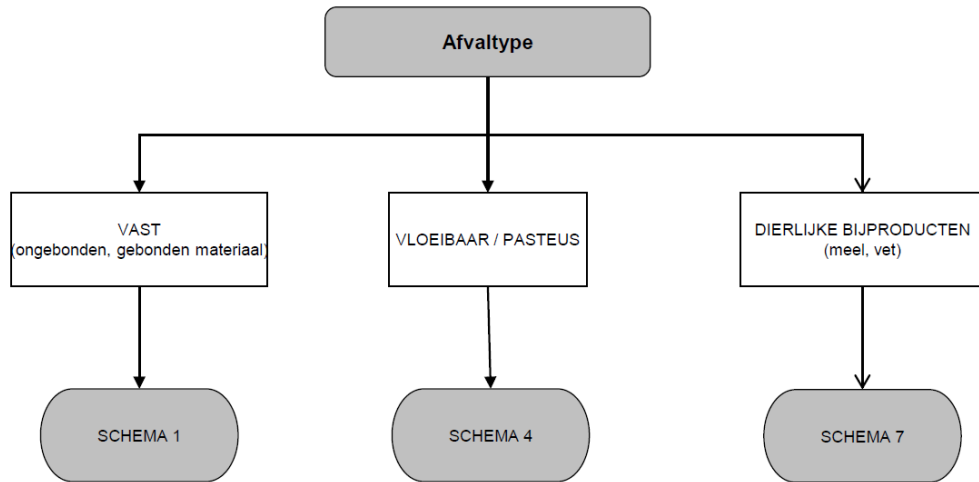 Afvaltype
VAST
(ongebonden, gebonden materiaal)
VLOEIBAAR / PASTEUS
DIERLIJKE BIJPRODUCTEN
(meel, vet)
SCHEMA 1
SCHEMA 4
SCHEMA 7